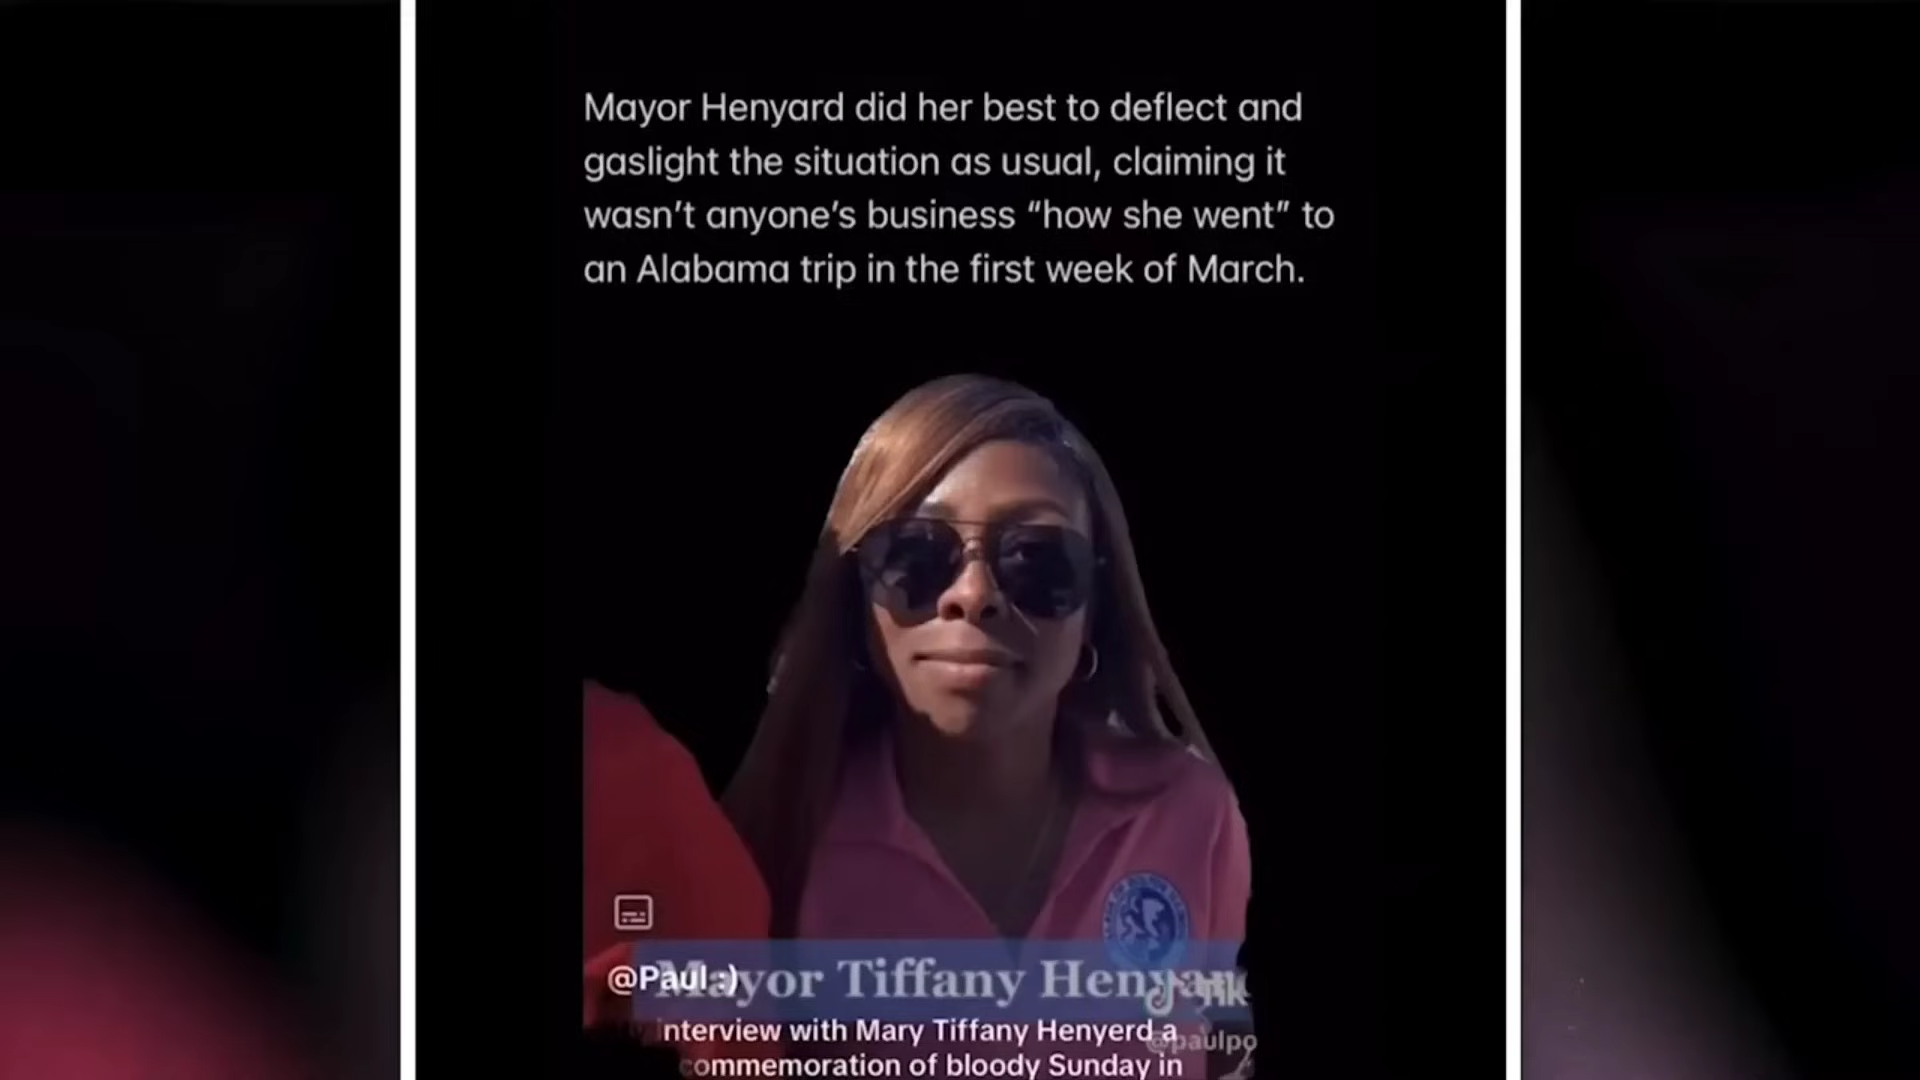 Mayor Henyard did her best to deflect and
gaslight the situation as usual, claiming it
wasn't anyone's business “how she went” to
an Alabama trip in the first week of March.
@Paul :)
Mayor Tiffany Henyard
interview with Mary Tiffany Henyerd a
@paulpo
commemoration of bloody Sunday in